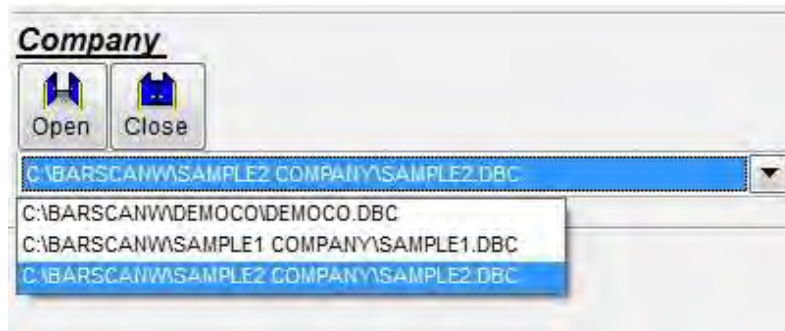 Company
Open Close
C:\BARSCANW\SAMPLE2 COMPANY\SAMPLE2.DBC
C:\BARSCANW\DEMOCO\DEMOCO.DBC
C:\BARSCANW\SAMPLE1 COMPANY\SAMPLE1.DBC
C:\BARSCANW\SAMPLE2 COMPANY\SAMPLE2.DBC